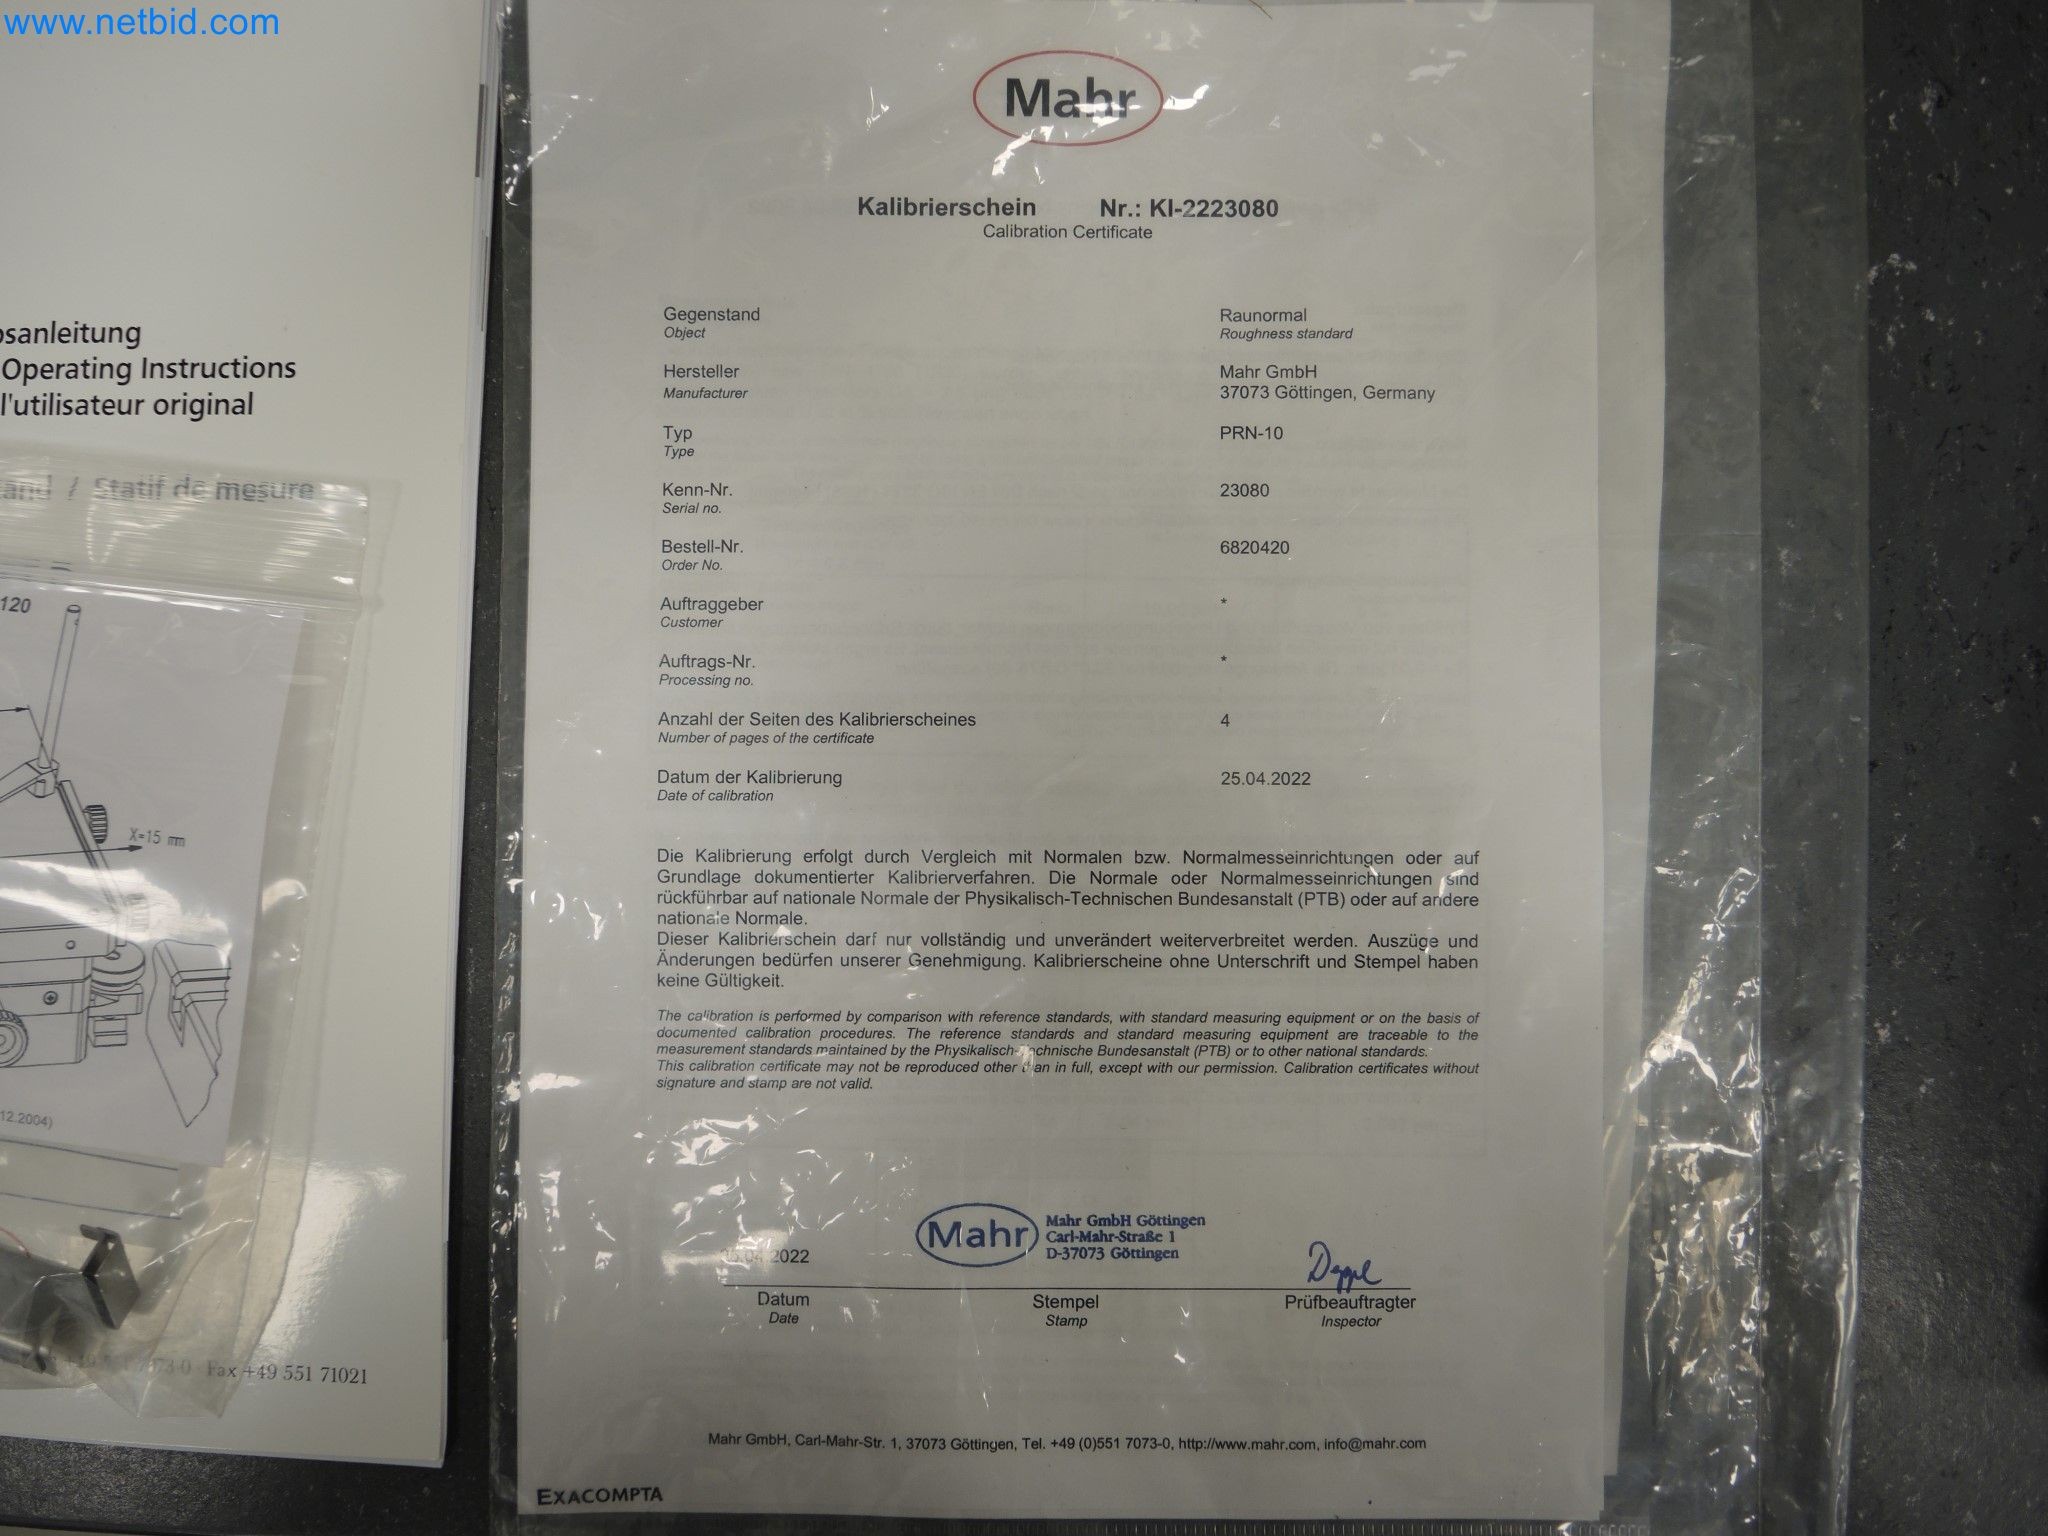 www.netbid.com
Operating Instructions
l'utilisateur original
Statif de mesure
120
X=15 mm
12.2004)
Fax +49 551 71021
Mahr
Kalibrierschein Nr.: KI-2223080
Calibration Certificate
Gegenstand Raunormal
Object Roughness standard
Hersteller Mahr GmbH
Manufacturer 37073 Göttingen, Germany
Typ PRN-10
Type
Kenn-Nr. 23080
Serial no.
Bestell-Nr. 6820420
Order No.
Auftraggeber *
Customer
Auftrags-Nr. *
Processing no.
Anzahl der Seiten des Kalibrierscheines 4
Number of pages of the certificate
Datum der Kalibrierung 25.04.2022
Date of calibration
Die Kalibrierung erfolgt durch Vergleich mit Normalen bzw. Normalmesseinrichtungen oder auf
Grundlage dokumentierter Kalibrierverfahren. Die Normale oder Normalmesseinrichtungen sind
rückführbar auf nationale Normale der Physikalisch-Technischen Bundesanstalt (PTB) oder auf andere
nationale Normale.
Dieser Kalibrierschein darf nur vollständig und unverändert weiterverbreitet werden. Auszüge und
Änderungen bedürfen unserer Genehmigung. Kalibrierscheine ohne Unterschrift und Stempel haben
keine Gültigkeit.
The calibration is performed by comparison with reference standards, with standard measuring equipment or on the basis of
documented calibration procedures. The reference standards and standard measuring equipment are traceable to the
measurement standards maintained by the Physikalisch-Technische Bundesanstalt (PTB) or to other national standards.
This calibration certificate may not be reproduced other than in full, except with our permission. Calibration certificates without
signature and stamp are not valid.
Mahr
Mahr GmbH Göttingen
Carl-Mahr-Straße 1
D-37073 Göttingen
2022
Datum Stempel Prüfbeauftragter
Date Stamp Inspector
Mahr GmbH, Carl-Mahr-Str. 1, 37073 Göttingen, Tel. +49 (0)551 7073-0, http://www.mahr.com, info@mahr.com
EXACOMPTA